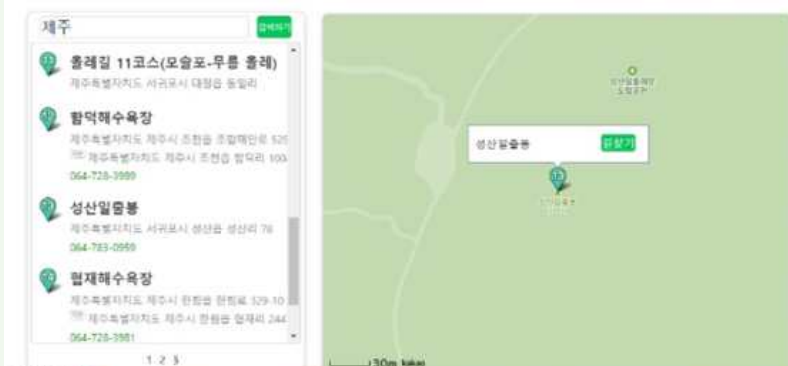 제주
검색하기
11
올레길 11코스(모슬포-무릉 올레)
제주특별자치도 서귀포시 대정읍 동일리
12
함덕해수욕장
제주특별자치도 제주시 조천읍 조함해안로 525
제주특별자치도 제주시 조천읍 함덕리 1004
064-728-3989
성산일출봉
제주특별자치도 서귀포시 성산읍 성산리 78
064-783-0959
협재해수욕장
제주특별자치도 제주시 한림읍 한림로 329-10
제주특별자치도 제주시 한림읍 협재리 244
064-728-3981
1 2 3
성산일출봉
길찾기
13
30m kakao